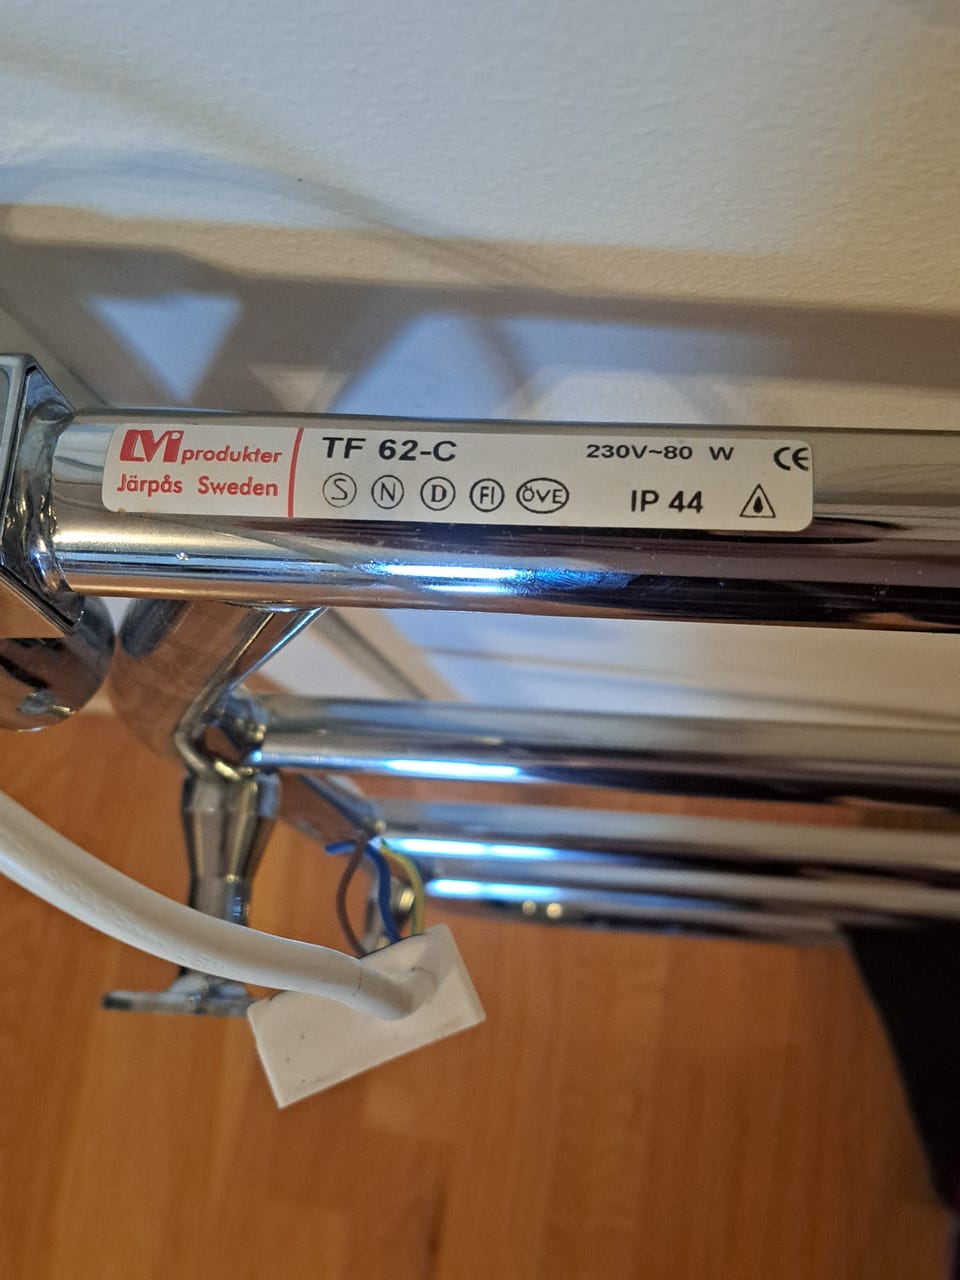 LVI produkter
Järpås Sweden
TF 62-C
230V~80 W
CE
S N D FI ÖVE
IP 44